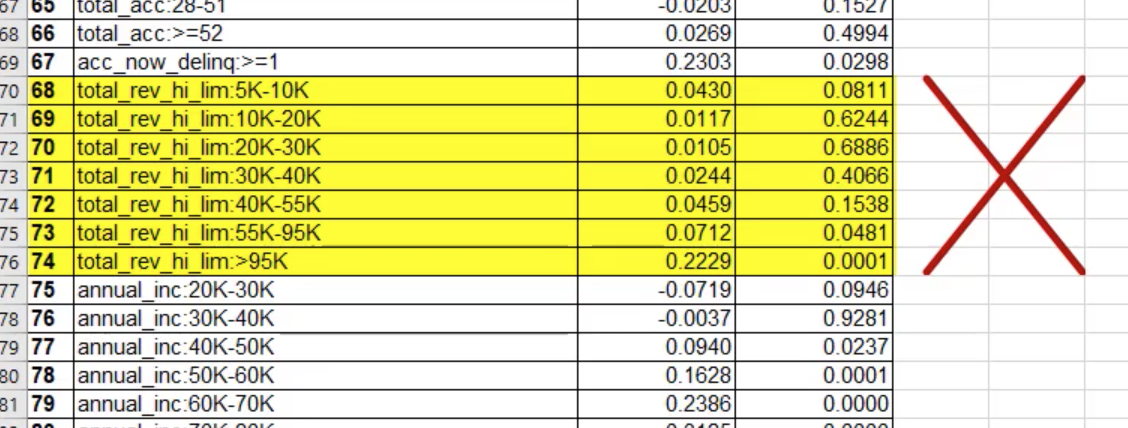 67 65 total_acc:28-51 -0.0203 0.1527
68 66 total_acc:>=52 0.0269 0.4994
69 67 acc_now_delinq:>=1 0.2303 0.0298
70 68 total_rev_hi_lim:5K-10K 0.0430 0.0811
71 69 total_rev_hi_lim:10K-20K 0.0117 0.6244
72 70 total_rev_hi_lim:20K-30K 0.0105 0.6886
73 71 total_rev_hi_lim:30K-40K 0.0244 0.4066
74 72 total_rev_hi_lim:40K-55K 0.0459 0.1538
75 73 total_rev_hi_lim:55K-95K 0.0712 0.0481
76 74 total_rev_hi_lim:>95K 0.2229 0.0001
77 75 annual_inc:20K-30K -0.0719 0.0946
78 76 annual_inc:30K-40K -0.0037 0.9281
79 77 annual_inc:40K-50K 0.0940 0.0237
80 78 annual_inc:50K-60K 0.1628 0.0001
81 79 annual_inc:60K-70K 0.2386 0.0000